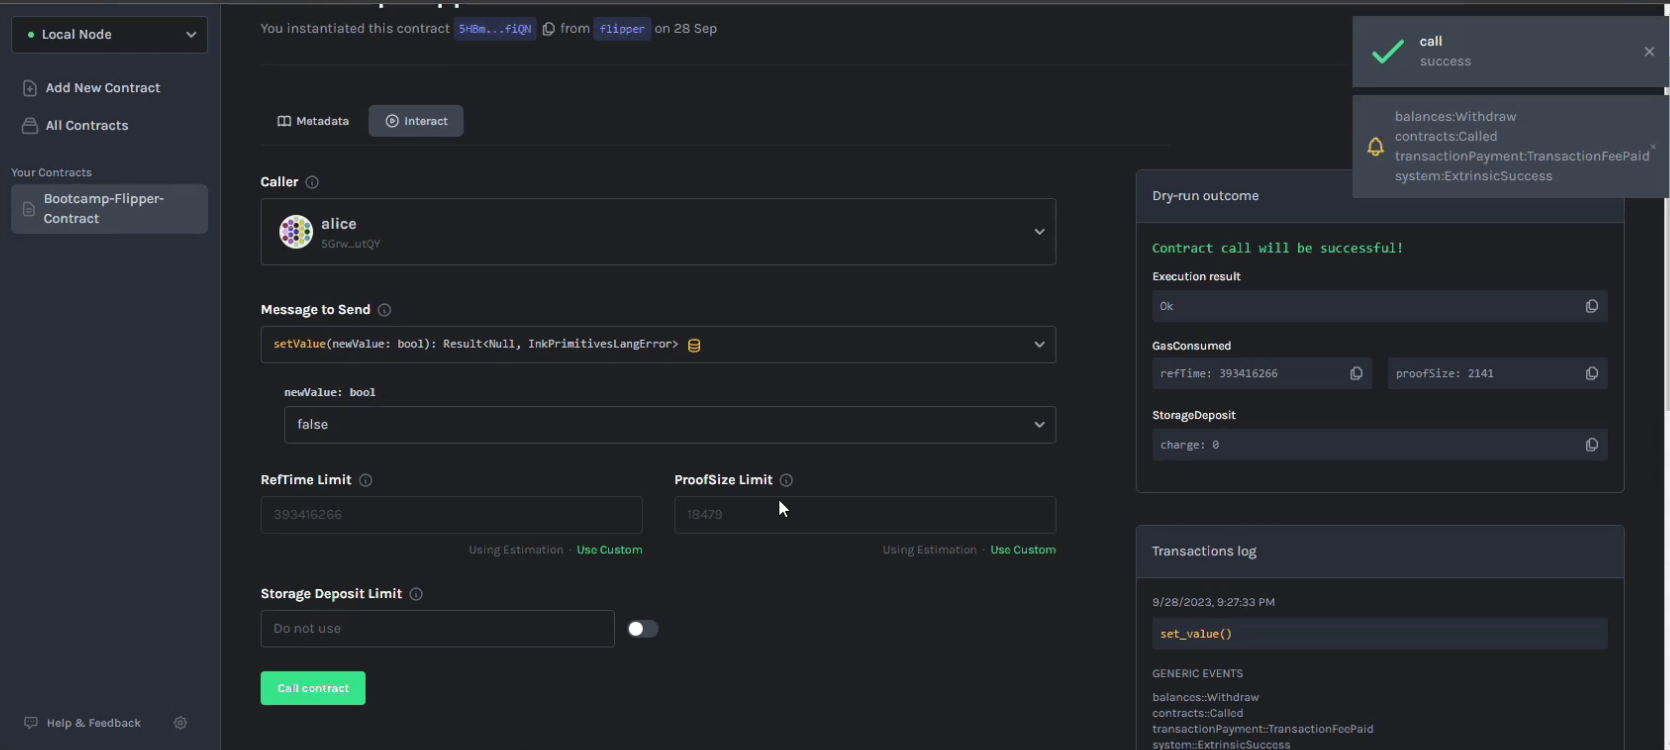 Local Node
Add New Contract
All Contracts
Your Contracts
Bootcamp-Flipper-
Contract
Help & Feedback
You instantiated this contract 5HBm...fiQN from flipper on 28 Sep
Metadata
Interact
Caller
alice
5Grw...utQY
Message to Send
setValue(newValue: bool): Result<Null, InkPrimitivesLangError>
newValue: bool
false
RefTime Limit
393416266
Using Estimation · Use Custom
ProofSize Limit
18479
Using Estimation · Use Custom
Storage Deposit Limit
Do not use
Call contract
call
success
balances:Withdraw
contracts:Called
transactionPayment:TransactionFeePaid
system:ExtrinsicSuccess
Dry-run outcome
Contract call will be successful!
Execution result
Ok
GasConsumed
refTime: 393416266
proofSize: 2141
StorageDeposit
charge: 0
Transactions log
9/28/2023, 9:27:33 PM
set_value()
GENERIC EVENTS
balances::Withdraw
contracts::Called
transactionPayment::TransactionFeePaid
system::ExtrinsicSuccess